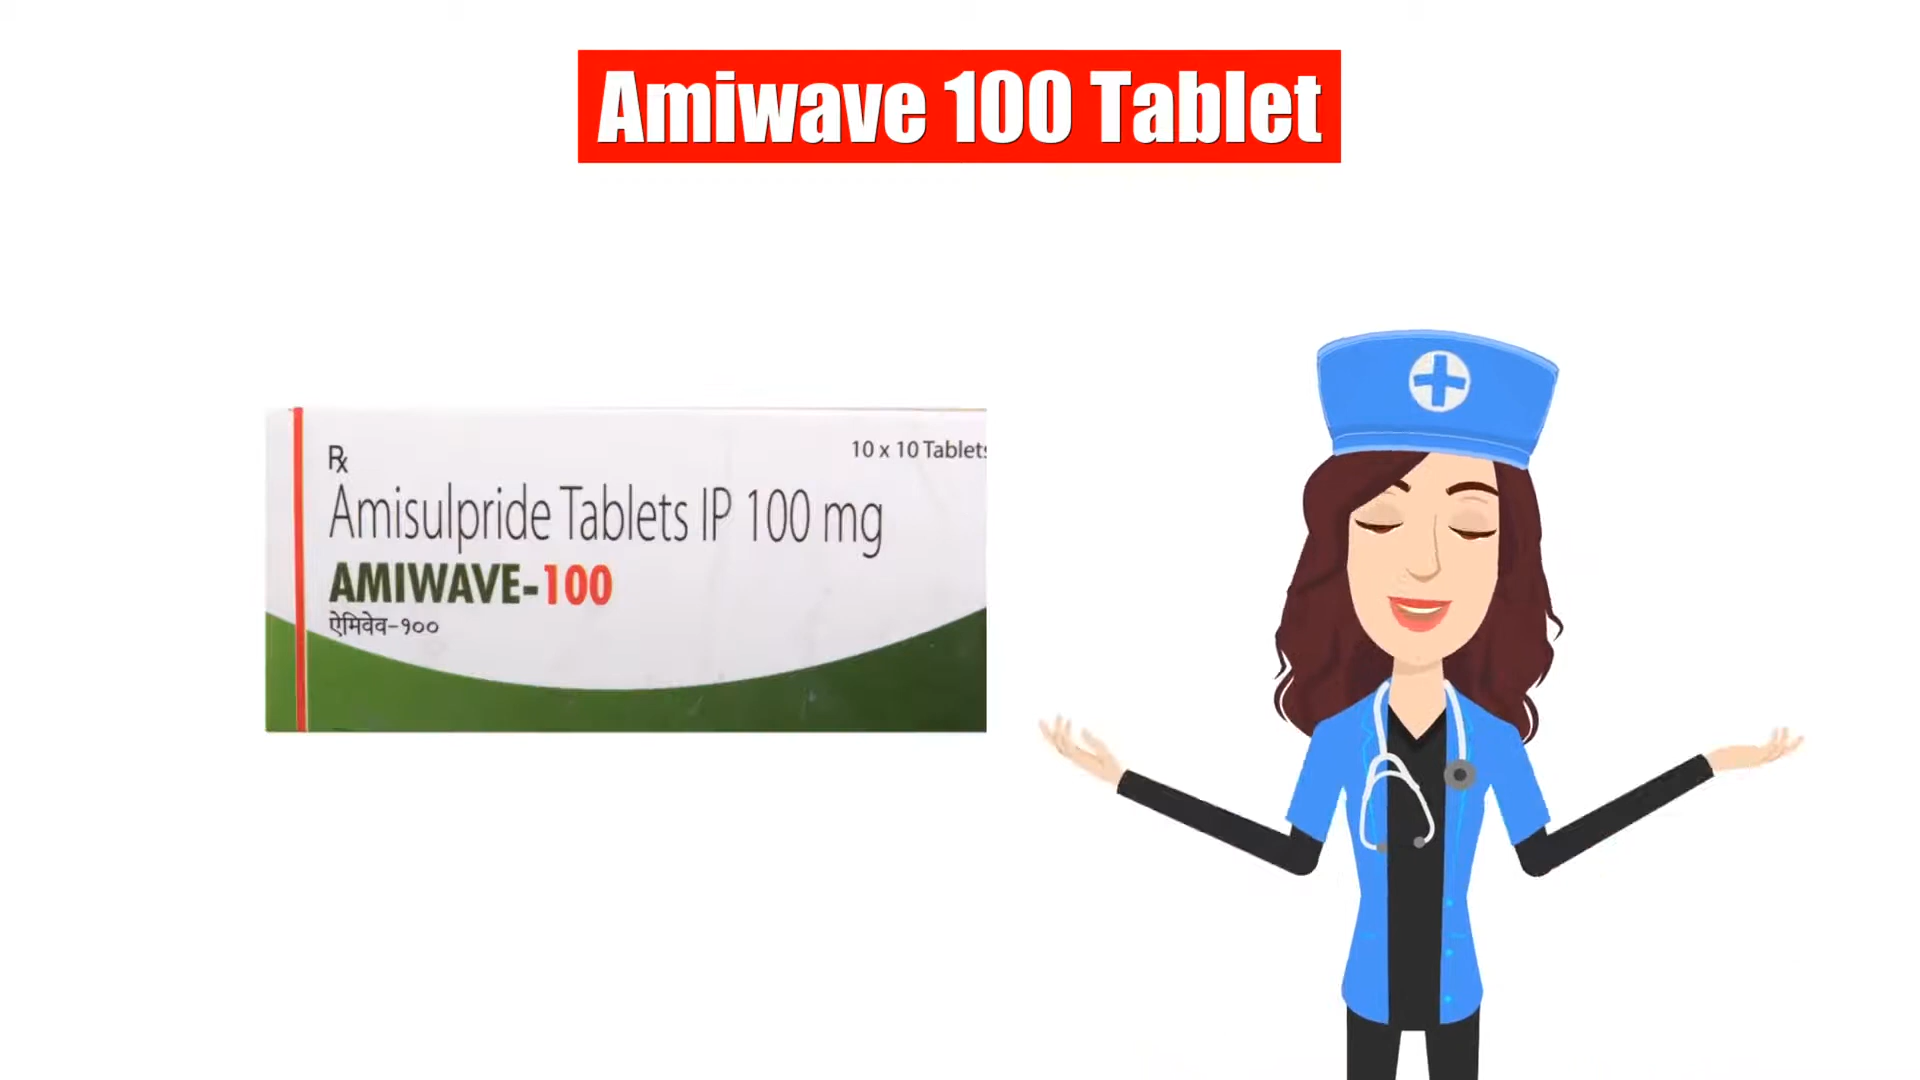 Amiwave 100 Tablet
Rx
10 x 10 Tablets
Amisulpride Tablets IP 100 mg
AMIWAVE-100
ऐमिवेव-१००